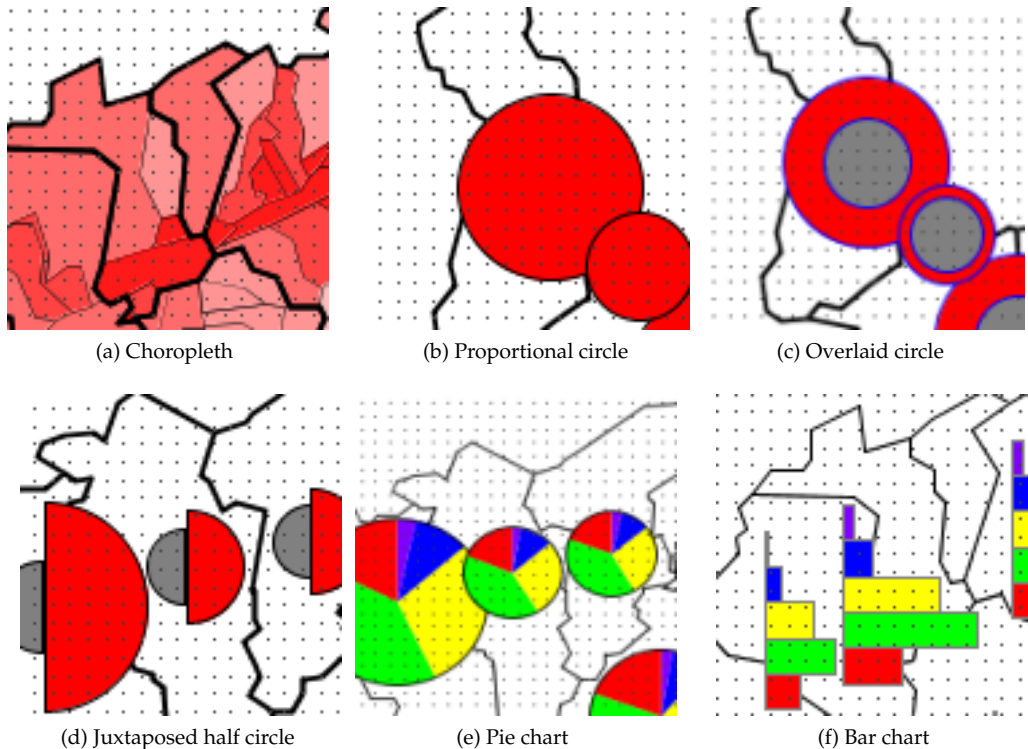 (a) Choropleth
(b) Proportional circle
(c) Overlaid circle
(d) Juxtaposed half circle
(e) Pie chart
(f) Bar chart